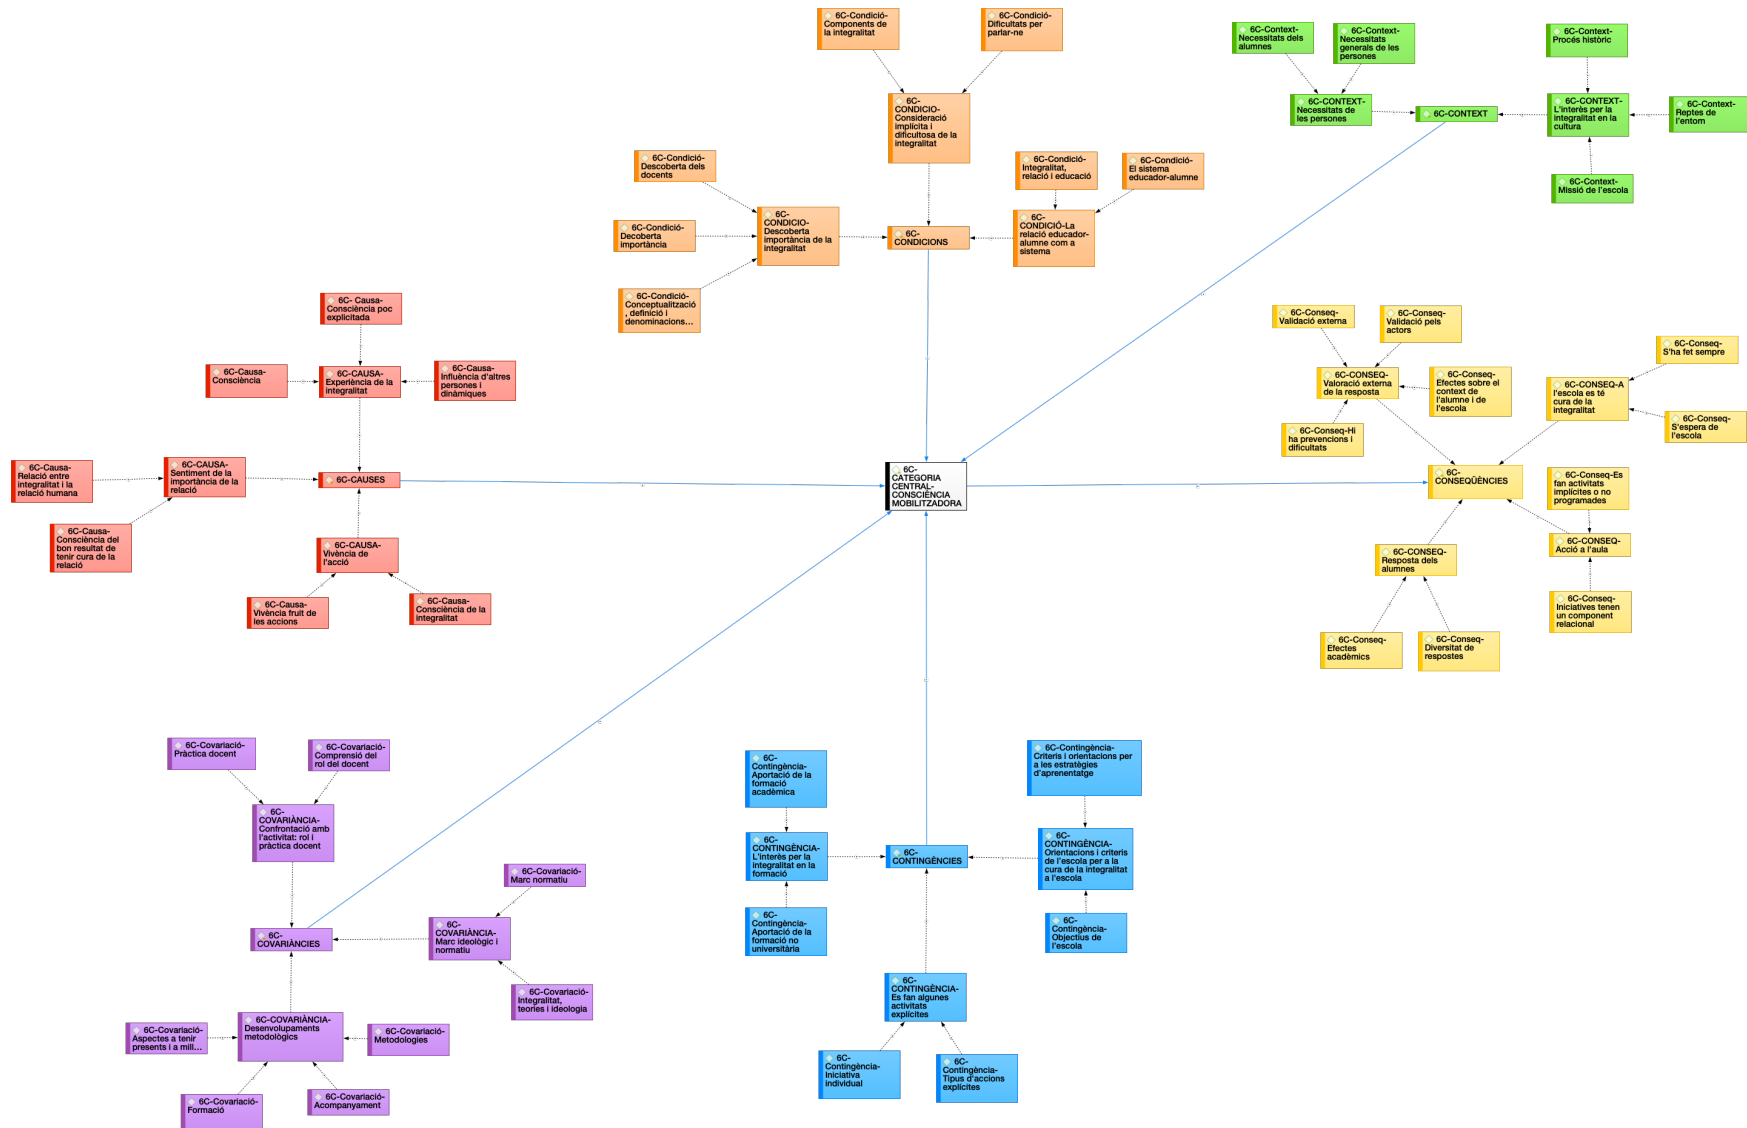 6C-Condició-
Components de
la integralitat
6C-Condició-
Dificultats per
parlar-ne
6C-
CONDICIO-
Consideració
implícita i
dificultosa de la
integralitat
6C-Condició-
Descoberta dels
docents
6C-Condició-
Decoberta
importància
6C-Condició-
Conceptualització
, definició i
denominacions...
6C-
CONDICIO-
Descoberta
importància de la
integralitat
6C-
CONDICIONS
6C-Condició-
Integralitat,
relació i educació
6C-Condició-
El sistema
educador-alumne
6C-
CONDICIÓ-La
relació educador-
alumne com a
sistema
6C-Context-
Necessitats dels
alumnes
6C-Context-
Necessitats
generals de les
persones
6C-CONTEXT-
Necessitats de
les persones
6C-CONTEXT
6C-Context-
Procés històric
6C-CONTEXT-
L'interès per la
integralitat en la
cultura
6C-Context-
Reptes de
l'entorn
6C-Context-
Missió de l'escola
6C- Causa-
Consciència poc
explicitada
6C-Causa-
Consciència
6C-CAUSA-
Experiència de la
integralitat
6C-Causa-
Influència d'altres
persones i
dinàmiques
6C-Causa-
Relació entre
integralitat i la
relació humana
6C-CAUSA-
Sentiment de la
importància de la
relació
6C-CAUSES
6C-Causa-
Consciència del
bon resultat de
tenir cura de la
relació
6C-CAUSA-
Vivència de
l'acció
6C-Causa-
Vivència fruit de
les accions
6C-Causa-
Consciència de la
integralitat
6C-
CATEGORIA
CENTRAL-
CONSCIÈNCIA
MOBILITZADORA
6C-Conseq-
Validació externa
6C-Conseq-
Validació pels
actors
6C-CONSEQ-
Valoració externa
de la resposta
6C-Conseq-
Efectes sobre el
context de
l'alumne i de
l'escola
6C-Conseq-Hi
ha prevencions i
dificultats
6C-Conseq-
S'ha fet sempre
6C-CONSEQ-A
l'escola es té
cura de la
integralitat
6C-Conseq-
S'espera de
l'escola
6C-
CONSEQÜÈNCIES
6C-Conseq-Es
fan activitats
implícites o no
programades
6C-CONSEQ-
Acció a l'aula
6C-Conseq-
Iniciatives tenen
un component
relacional
6C-CONSEQ-
Resposta dels
alumnes
6C-Conseq-
Efectes
acadèmics
6C-Conseq-
Diversitat de
respostes
6C-Covariació-
Pràctica docent
6C-Covariació-
Comprensió del
rol del docent
6C-
COVARIÀNCIA-
Confrontació amb
l'activitat: rol i
pràctica docent
6C-
COVARIÀNCIES
6C-Covariació-
Marc normatiu
6C-
COVARIÀNCIA-
Marc ideològic i
normatiu
6C-Covariació-
Integralitat,
teories i ideologia
6C-COVARIÀNCIA-
Desenvolupaments
metodològics
6C-Covariació-
Aspectes a tenir
presents i a mill...
6C-Covariació-
Metodologies
6C-Covariació-
Formació
6C-Covariació-
Acompanyament
6C-
Contingència-
Aportació de la
formació
acadèmica
6C-
CONTINGÈNCIA-
L'interès per la
integralitat en la
formació
6C-
Contingència-
Aportació de la
formació no
universitària
6C-
CONTINGÈNCIES
6C-Contingència-
Criteris i orientacions per
a les estratègies
d'aprenentatge
6C-
CONTINGÈNCIA-
Orientacions i criteris
de l'escola per a la
cura de la integralitat
a l'escola
6C-
Contingència-
Objectius de
l'escola
6C-
CONTINGÈNCIA-
Es fan algunes
activitats
explícites
6C-
Contingència-
Iniciativa
individual
6C-
Contingència-
Tipus d'accions
explícites